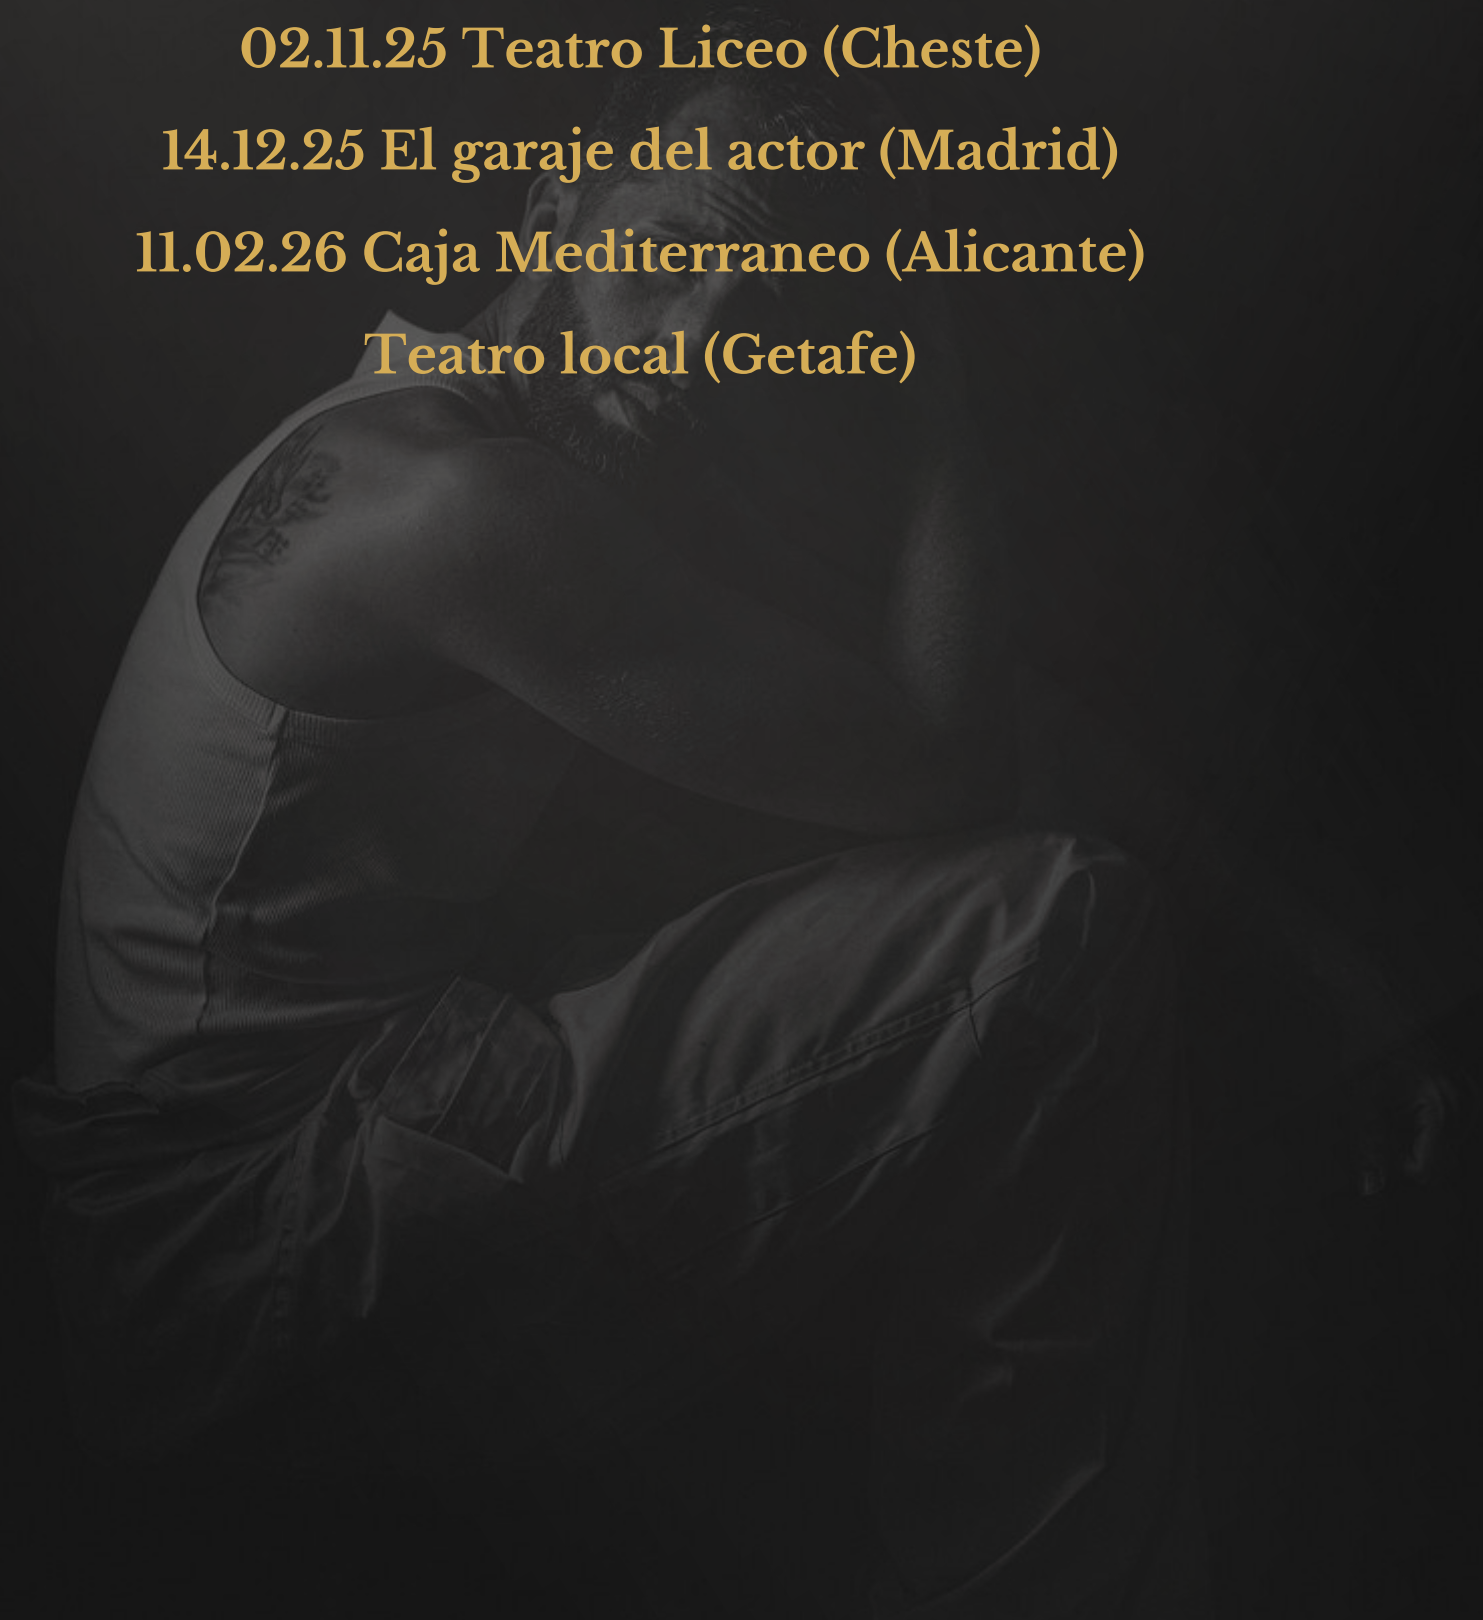 02.11.25 Teatro Liceo (Cheste)
14.12.25 El garaje del actor (Madrid)
11.02.26 Caja Mediterraneo (Alicante)
Teatro local (Getafe)